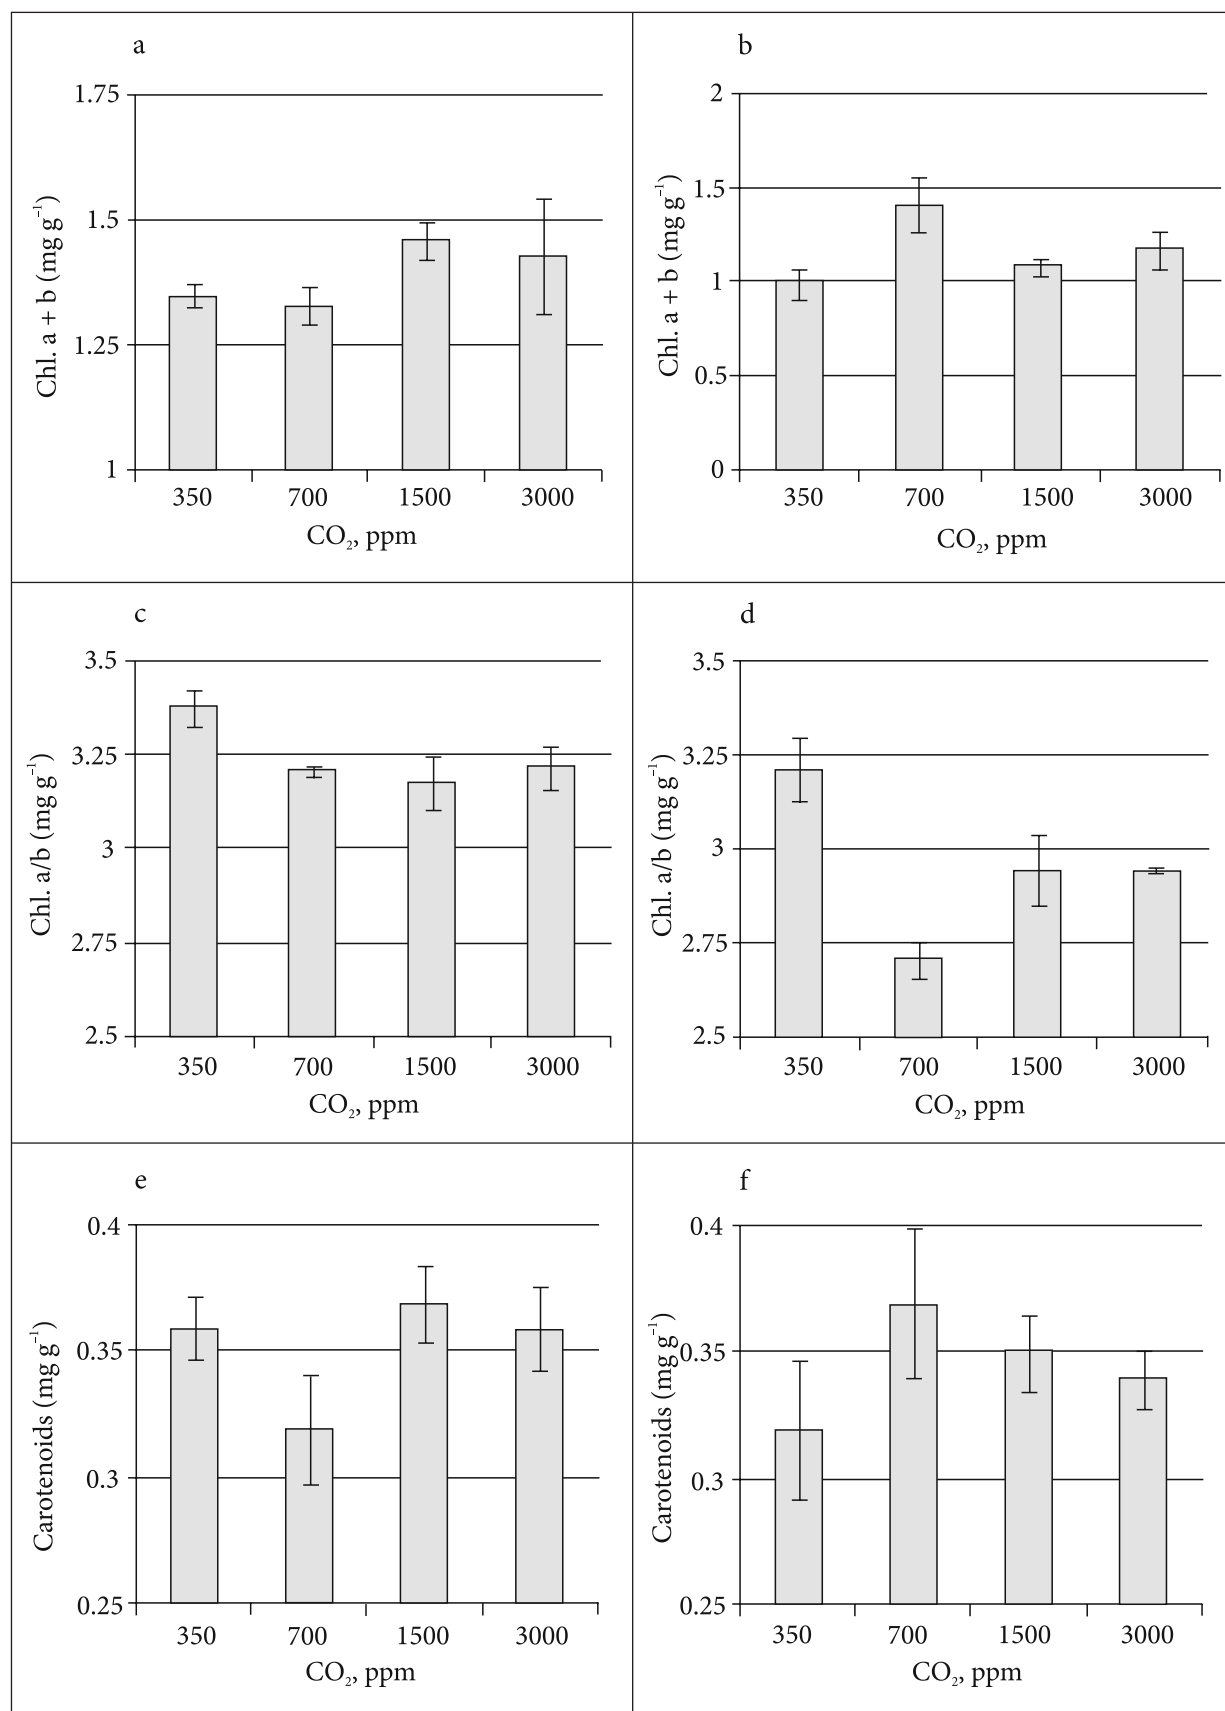 a
1.75
1.5
1.25
1
Chl. a + b (mg g⁻¹)
350 700 1500 3000
CO₂, ppm
b
2
1.5
1
0.5
0
Chl. a + b (mg g⁻¹)
350 700 1500 3000
CO₂, ppm
c
3.5
3.25
3
2.75
2.5
Chl. a/b (mg g⁻¹)
350 700 1500 3000
CO₂, ppm
d
3.5
3.25
3
2.75
2.5
Chl. a/b (mg g⁻¹)
350 700 1500 3000
CO₂, ppm
e
0.4
0.35
0.3
0.25
Carotenoids (mg g⁻¹)
350 700 1500 3000
CO₂, ppm
f
0.4
0.35
0.3
0.25
Carotenoids (mg g⁻¹)
350 700 1500 3000
CO₂, ppm